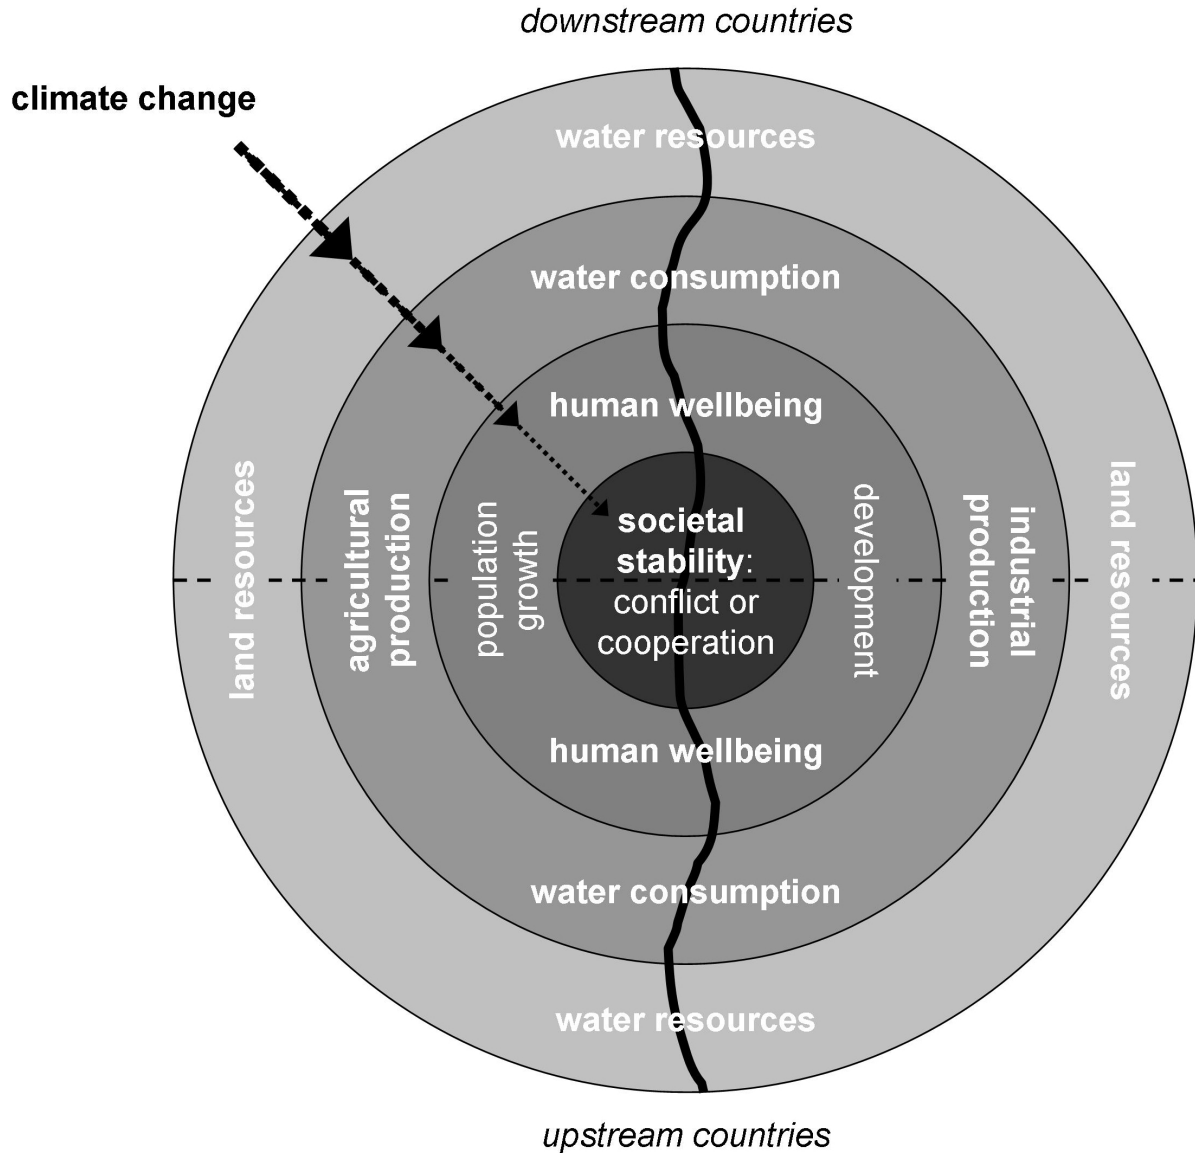 downstream countries
climate change
water resources
water consumption
human wellbeing
land resources
agricultural
production
population
growth
societal
stability:
conflict or
cooperation
development
industrial
production
land resources
human wellbeing
water consumption
water resources
upstream countries